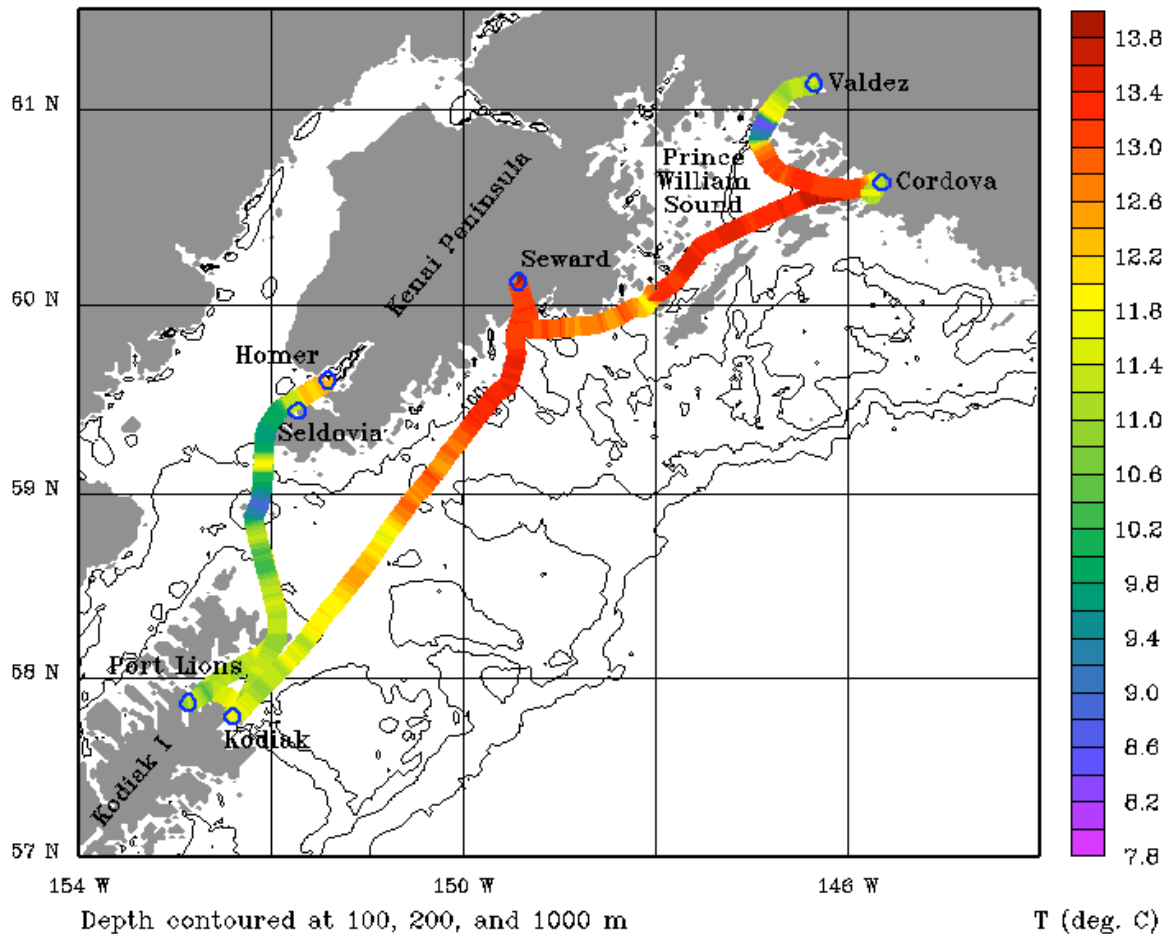 61 N
60 N
59 N
58 N
57 N
154 W
150 W
146 W
Valdez
Prince
William
Sound
Cordova
Kenai Peninsula
Seward
Homer
Seldovia
Port Lions
Kodiak
Kodiak I
13.8
13.4
13.0
12.6
12.2
11.8
11.4
11.0
10.6
10.2
9.8
9.4
9.0
8.6
8.2
7.8
Depth contoured at 100, 200, and 1000 m
T (deg. C)